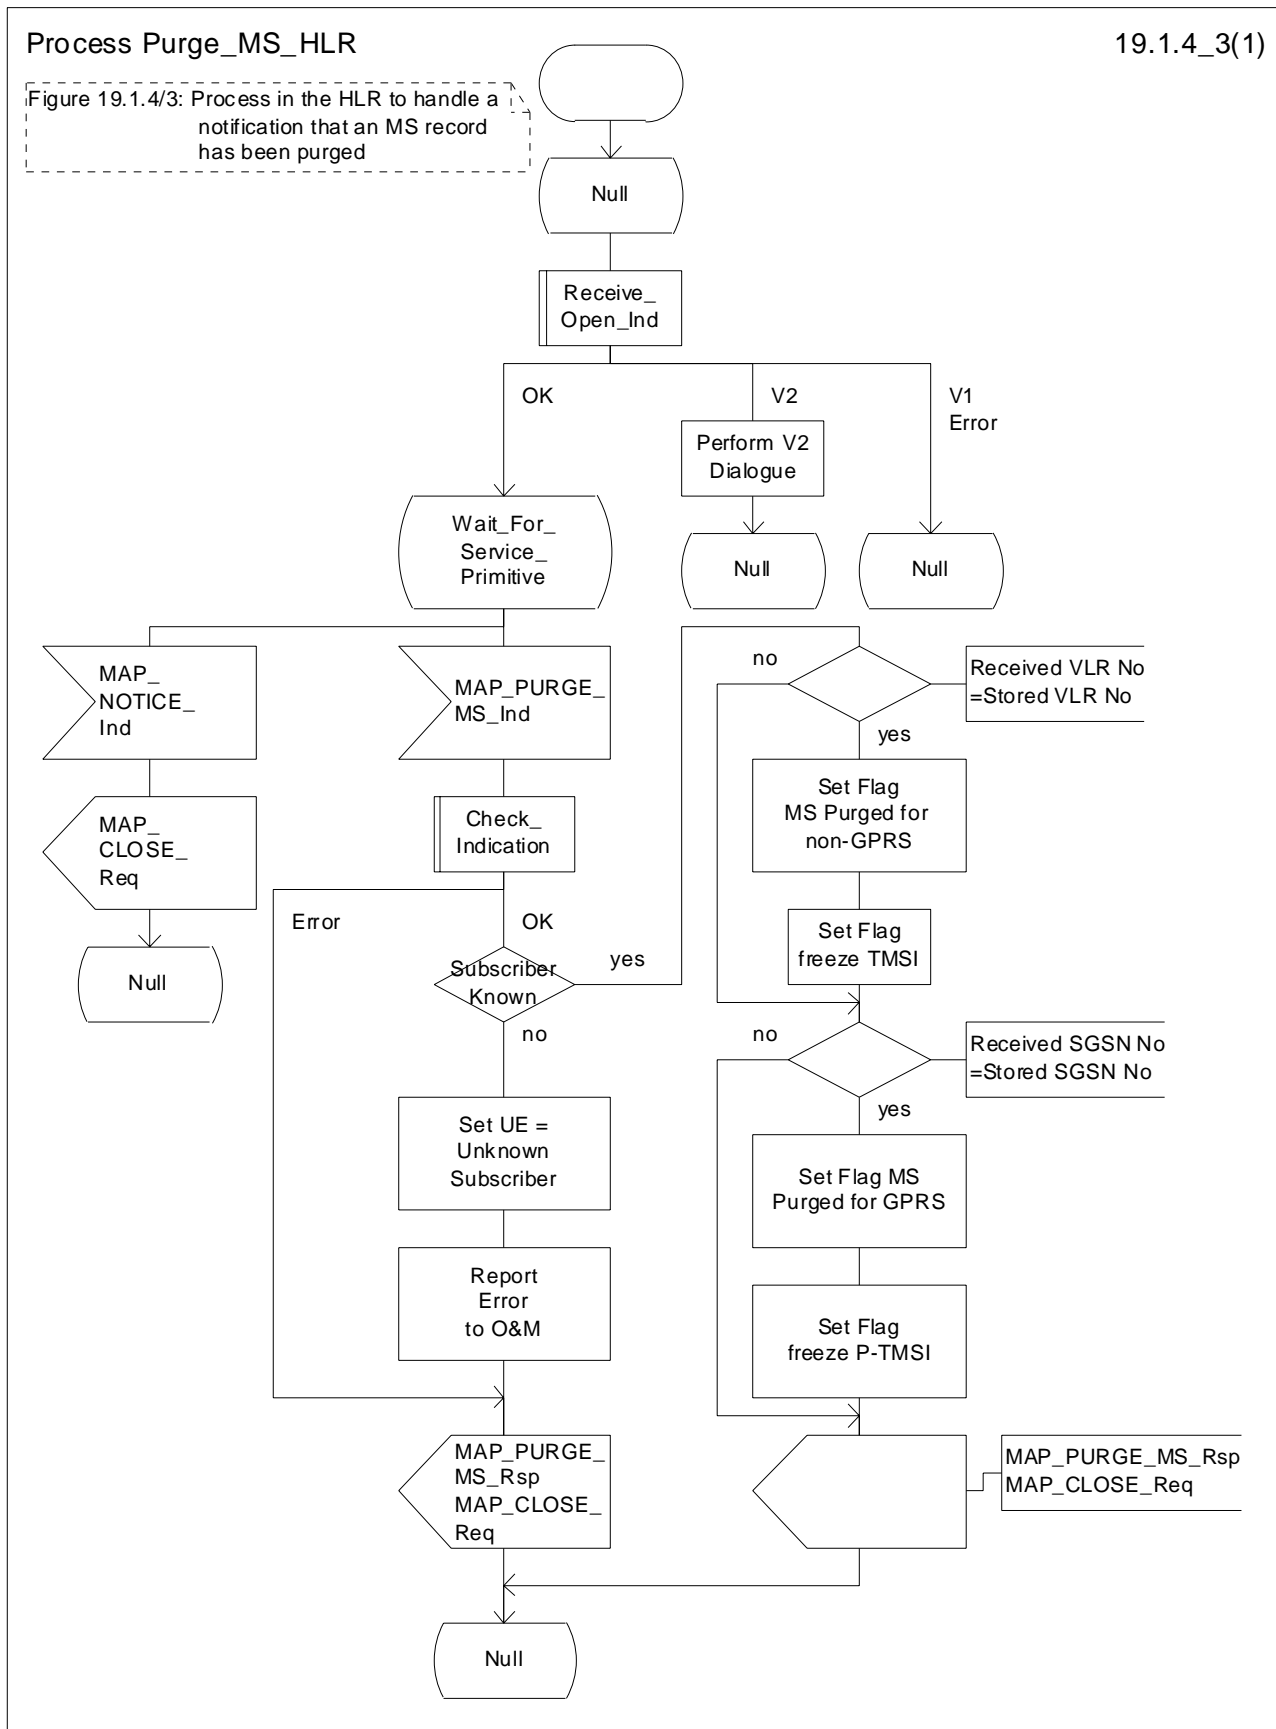 Process Purge_MS_HLR
19.1.4_3(1)
Figure 19.1.4/3: Process in the HLR to handle a
notification that an MS record
has been purged
Null
Receive_
Open_Ind
OK
V2
V1
Error
Perform V2
Dialogue
Wait_For_
Service_
Primitive
Null
Null
MAP_
NOTICE_
Ind
MAP_PURGE_
MS_Ind
no
Received VLR No
=Stored VLR No
yes
Set Flag
MS Purged for
non-GPRS
MAP_
CLOSE_
Req
Check_
Indication
Error
OK
Set Flag
freeze TMSI
Null
Subscriber
Known
yes
no
no
Received SGSN No
=Stored SGSN No
yes
Set UE =
Unknown
Subscriber
Set Flag MS
Purged for GPRS
Report
Error
to O&M
Set Flag
freeze P-TMSI
MAP_PURGE_
MS_Rsp
MAP_CLOSE_
Req
MAP_PURGE_MS_Rsp
MAP_CLOSE_Req
Null